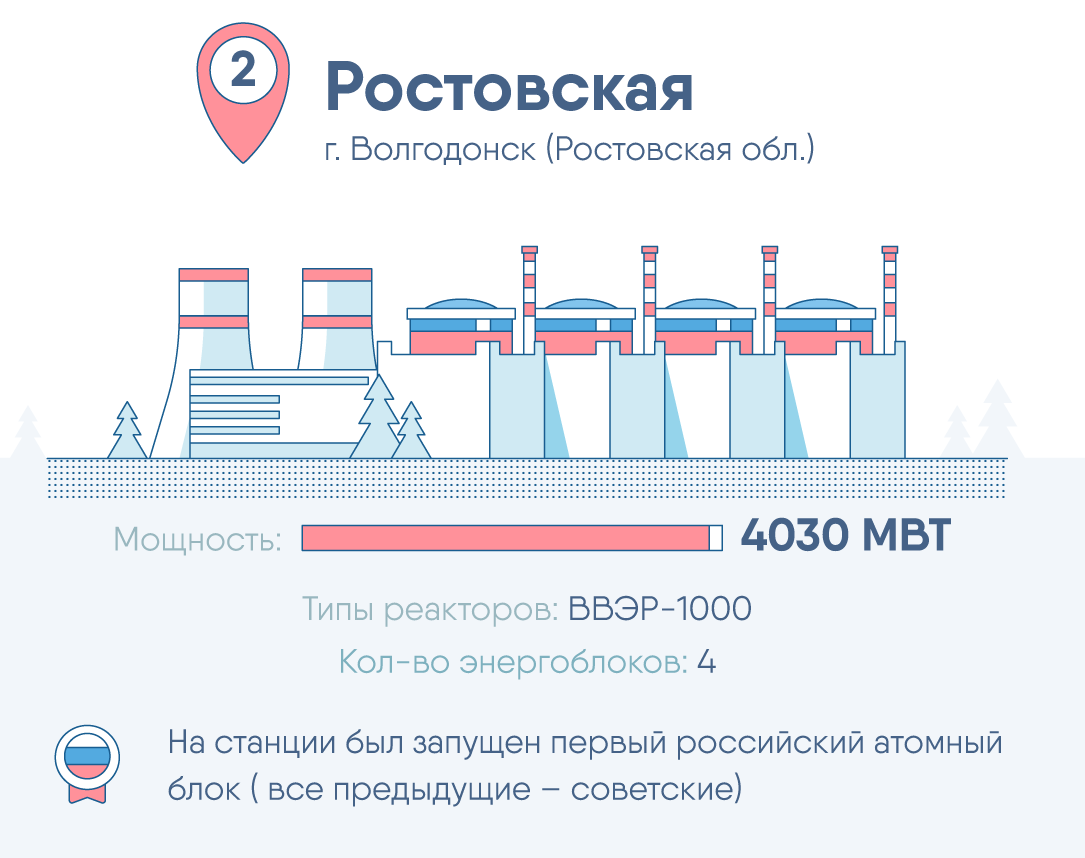 2
Ростовская
г. Волгодонск (Ростовская обл.)
Мощность: 4030 МВТ
Типы реакторов: ВВЭР-1000
Кол-во энергоблоков: 4
На станции был запущен первый российский атомный
блок ( все предыдущие – советские)